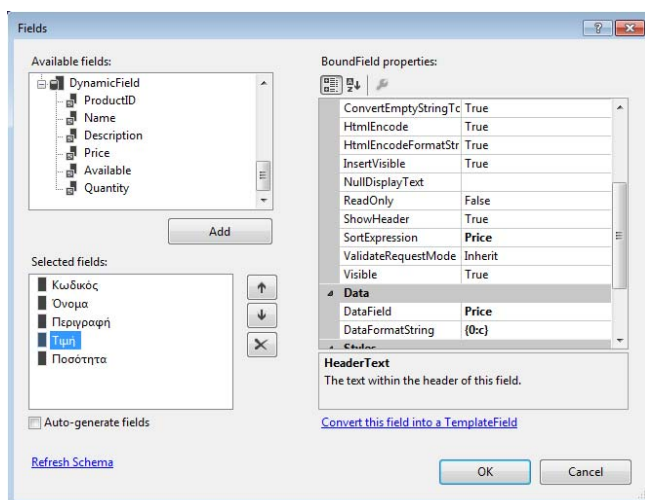 Fields
Available fields:
DynamicField
ProductID
Name
Description
Price
Available
Quantity
Add
Selected fields:
Κωδικός
Όνομα
Περιγραφή
Τιμή
Ποσότητα
Auto-generate fields
Refresh Schema
BoundField properties:
ConvertEmptyStringTc True
HtmlEncode True
HtmlEncodeFormatStr True
InsertVisible True
NullDisplayText
ReadOnly False
ShowHeader True
SortExpression Price
ValidateRequestMode Inherit
Visible True
Data
DataField Price
DataFormatString {0:c}
Styles
HeaderText
The text within the header of this field.
Convert this field into a TemplateField
OK
Cancel